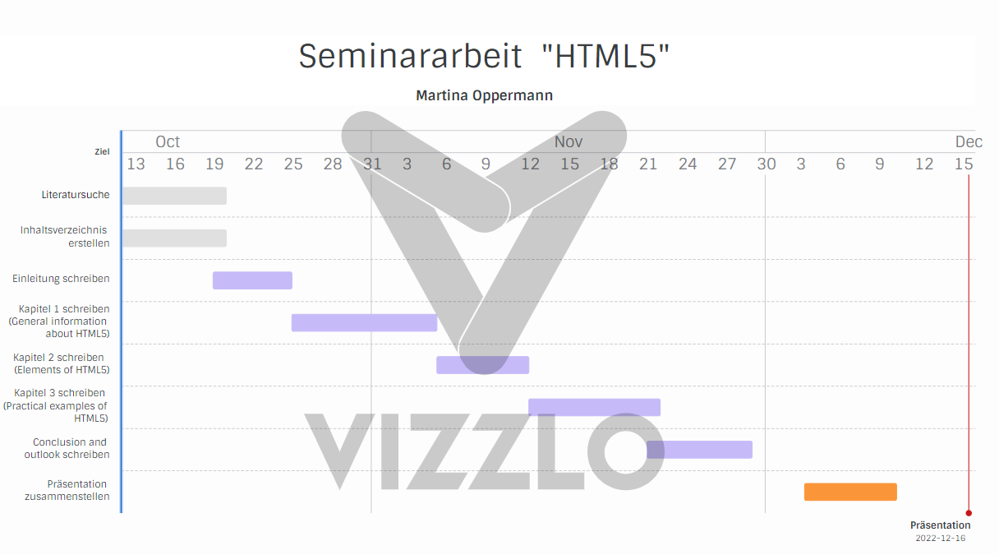 Seminararbeit "HTML5"
Martina Oppermann
Oct Nov Dec
Ziel
13 16 19 22 25 28 31 3 6 9 12 15 18 21 24 27 30 3 6 9 12 15
Literatursuche
Inhaltsverzeichnis
erstellen
Einleitung schreiben
Kapitel 1 schreiben
(General information
about HTML5)
Kapitel 2 schreiben
(Elements of HTML5)
Kapitel 3 schreiben
(Practical examples of
HTML5)
Conclusion and
outlook schreiben
Präsentation
zusammenstellen
VIZZLO
Präsentation
2022-12-16